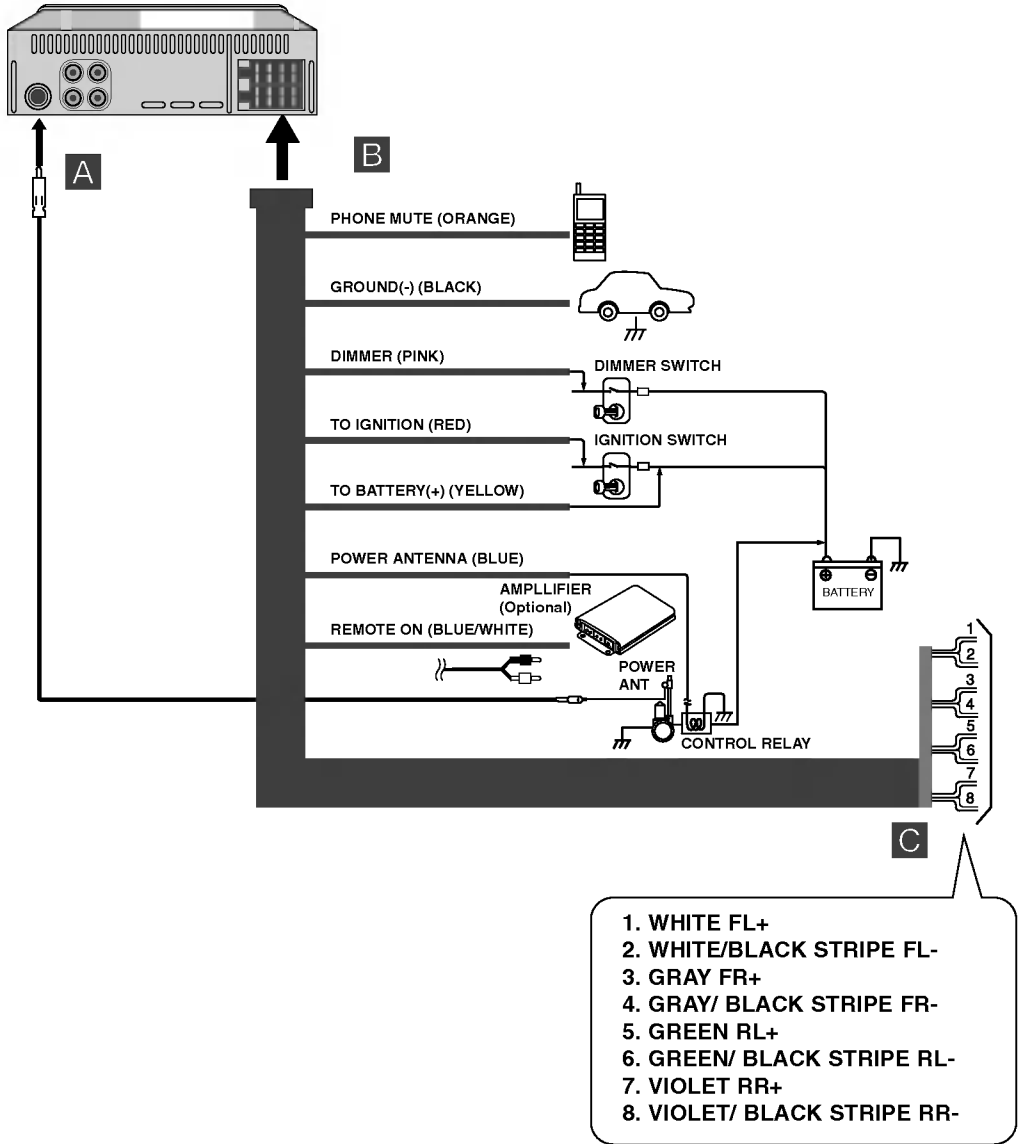 A
B
PHONE MUTE (ORANGE)
GROUND(-) (BLACK)
DIMMER (PINK)
DIMMER SWITCH
TO IGNITION (RED)
IGNITION SWITCH
TO BATTERY(+) (YELLOW)
POWER ANTENNA (BLUE)
BATTERY
AMPLLIFIER
(Optional)
REMOTE ON (BLUE/WHITE)
POWER
ANT
CONTROL RELAY
1
2
3
4
5
6
7
8
C
1. WHITE FL+
2. WHITE/BLACK STRIPE FL-
3. GRAY FR+
4. GRAY/ BLACK STRIPE FR-
5. GREEN RL+
6. GREEN/ BLACK STRIPE RL-
7. VIOLET RR+
8. VIOLET/ BLACK STRIPE RR-